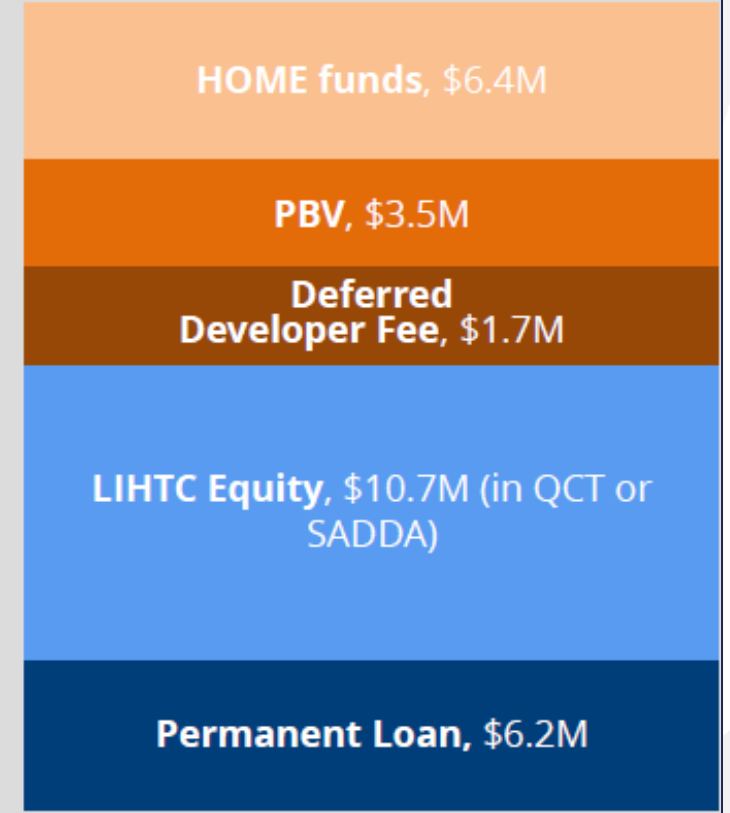 HOME funds, $6.4M
PBV, $3.5M
Deferred
Developer Fee, $1.7M
LIHTC Equity, $10.7M (in QCT or
SADDA)
Permanent Loan, $6.2M